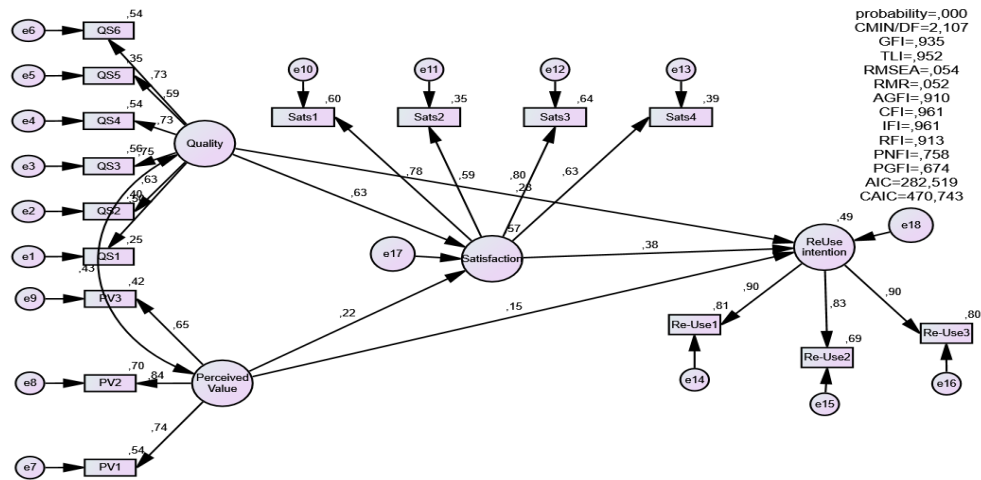 probability=,000
CMIN/DF=2,107
GFI=,935
TLI=,952
RMSEA=,054
RMR=,052
AGFI=,910
CFI=,961
IFI=,961
RFI=,913
PNFI=,758
PGFI=,674
AIC=282,519
CAIC=470,743
e6
QS6
,54
e5
QS5
,35
,73
,59
e4
QS4
,54
,73
e3
QS3
,56
,75
e2
QS2
,40
,63
e1
QS1
,25
,43
e9
PV3
,42
,65
e8
PV2
,70
,84
e7
PV1
,54
,74
Quality
Perceived
Value
e10
e11
e12
e13
Sats1
,60
Sats2
,35
Sats3
,64
Sats4
,39
,78
,59
,80
,28
,63
,63
e17
,57
Satisfaction
,38
,22
,15
,49
ReUse
intention
e18
,90
,83
,90
,81
Re-Use1
,69
Re-Use2
,80
Re-Use3
e14
e15
e16